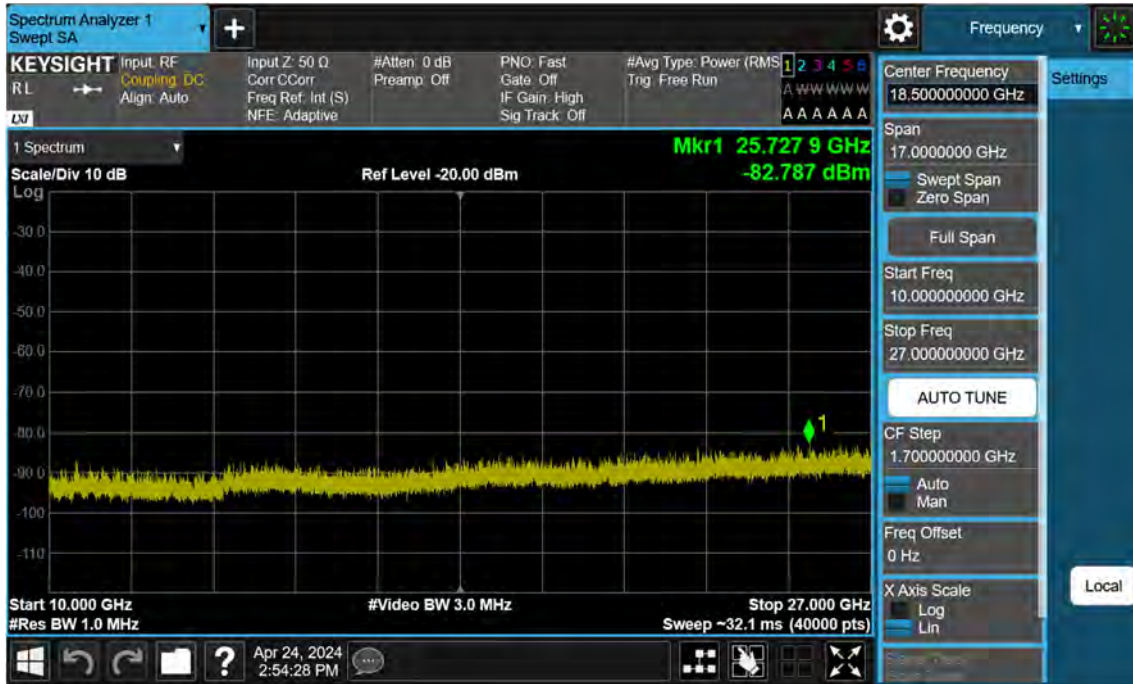 Spectrum Analyzer 1
Swept SA
+
Frequency
KEYSIGHT
RL
LXI
Input: RF
Coupling: DC
Align: Auto
Input Z: 50 Ω
Corr CCorr
Freq Ref: Int (S)
NFE: Adaptive
#Atten: 0 dB
Preamp: Off
PNO: Fast
Gate: Off
IF Gain: High
Sig Track: Off
#Avg Type: Power (RMS
Trig: Free Run
1 2 3 4 5 6
A W W W W W
A A A A A A
1 Spectrum
Scale/Div 10 dB
Ref Level -20.00 dBm
Mkr1 25.727 9 GHz
-82.787 dBm
Log
-30.0
-40.0
-50.0
-60.0
-70.0
-80.0
-90.0
-100
-110
1
Start 10.000 GHz
#Res BW 1.0 MHz
#Video BW 3.0 MHz
Stop 27.000 GHz
Sweep ~32.1 ms (40000 pts)
Center Frequency
18.500000000 GHz
Settings
Span
17.0000000 GHz
Swept Span
Zero Span
Full Span
Start Freq
10.000000000 GHz
Stop Freq
27.000000000 GHz
AUTO TUNE
CF Step
1.700000000 GHz
Auto
Man
Freq Offset
0 Hz
X Axis Scale
Log
Lin
Local
?
Apr 24, 2024
2:54:28 PM